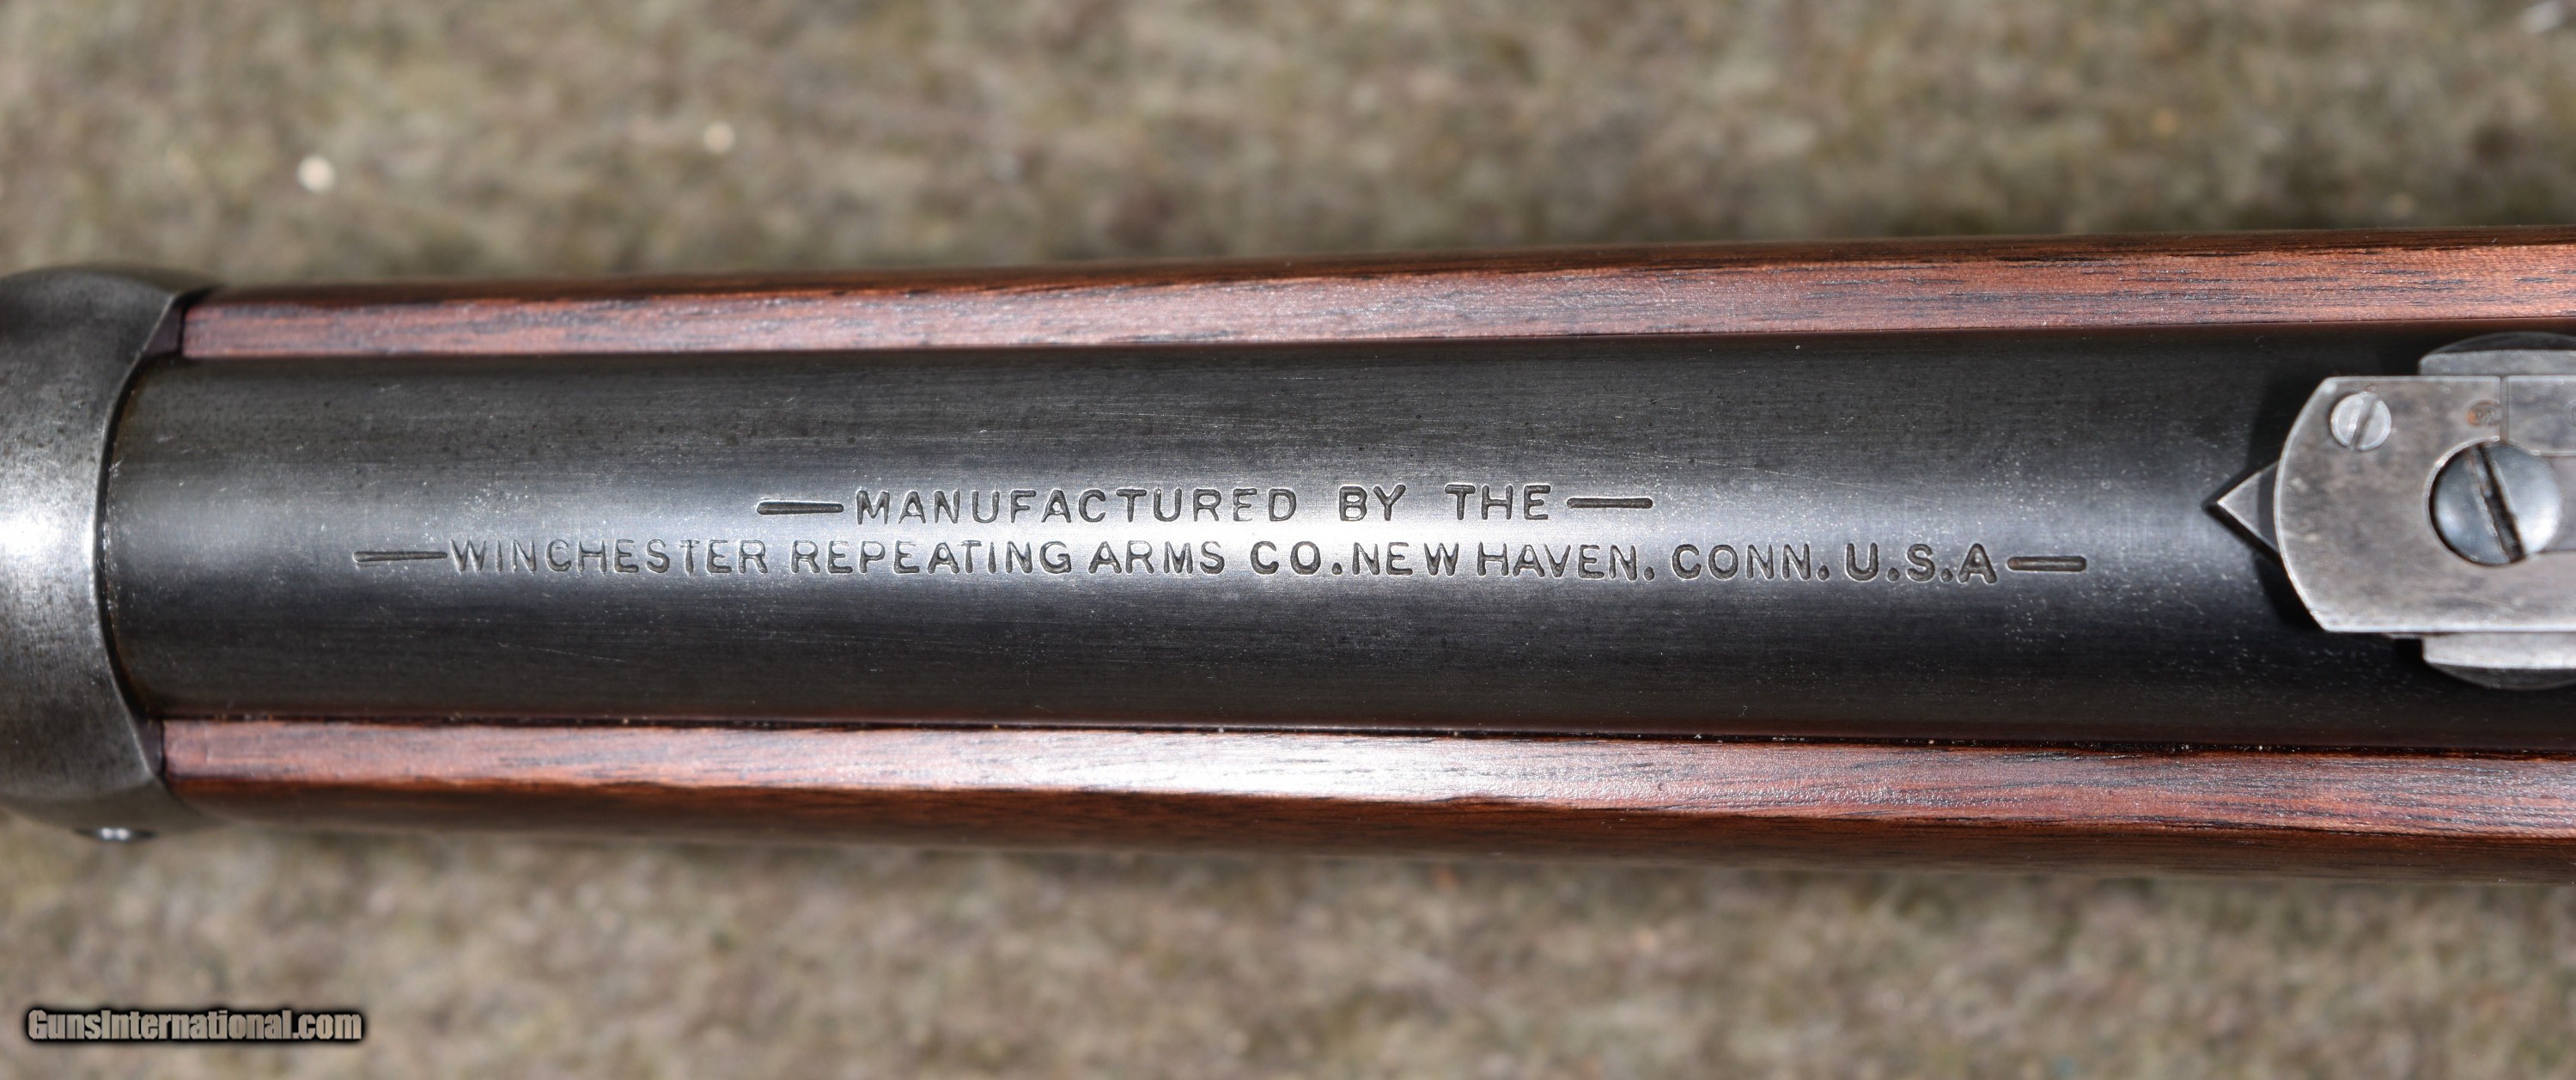 —MANUFACTURED BY THE—
—WINCHESTER REPEATING ARMS CO. NEW HAVEN. CONN. U.S.A—
GunsInternational.com